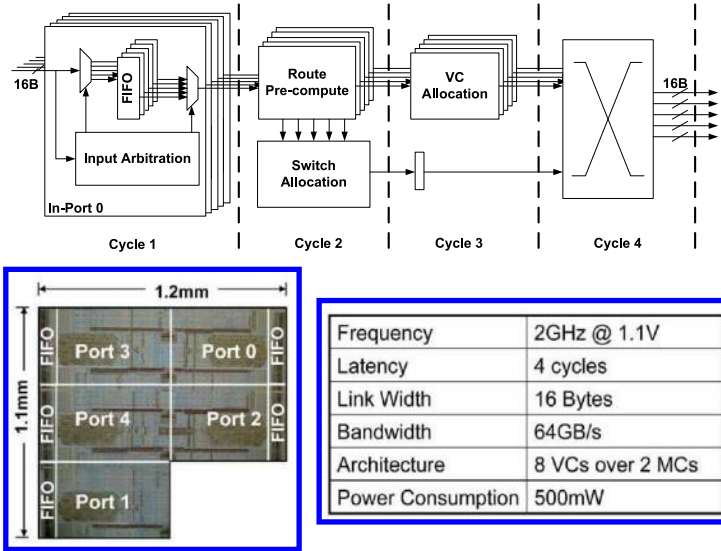 16B
FIFO
Input Arbitration
In-Port 0
Route
Pre-compute
Switch
Allocation
VC
Allocation
16B
Cycle 1
Cycle 2
Cycle 3
Cycle 4
1.2mm
1.1mm
FIFO
Port 3
Port 0
FIFO
FIFO
Port 4
Port 2
FIFO
FIFO
Port 1
Frequency 2GHz @ 1.1V
Latency 4 cycles
Link Width 16 Bytes
Bandwidth 64GB/s
Architecture 8 VCs over 2 MCs
Power Consumption 500mW